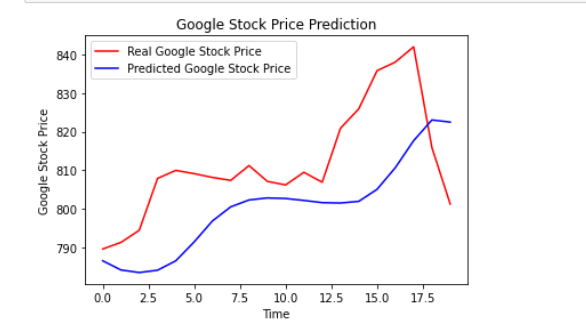 Google Stock Price Prediction
Real Google Stock Price
Predicted Google Stock Price
Google Stock Price
840
830
820
810
800
790
0.0 2.5 5.0 7.5 10.0 12.5 15.0 17.5
Time